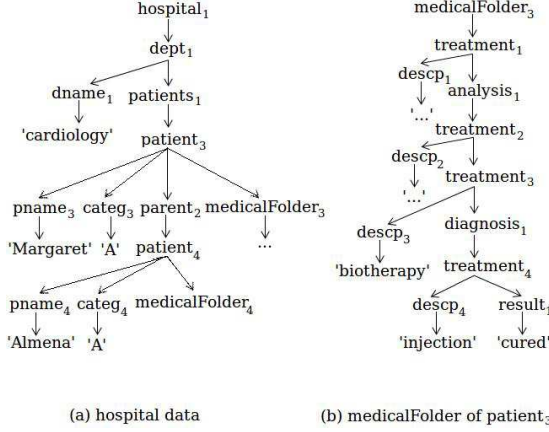 hospital1
dept1
dname1 patients1
'cardiology' patient3
pname3 categ3 parent2 medicalFolder3
'Margaret' 'A' patient4 ...
pname4 categ4 medicalFolder4
'Almena' 'A'
(a) hospital data
medicalFolder3
treatment1
descp1 analysis1
'...' treatment2
descp2 treatment3
'...'
descp3 diagnosis1
'biotherapy' treatment4
descp4 result1
'injection' 'cured'
(b) medicalFolder of patient3